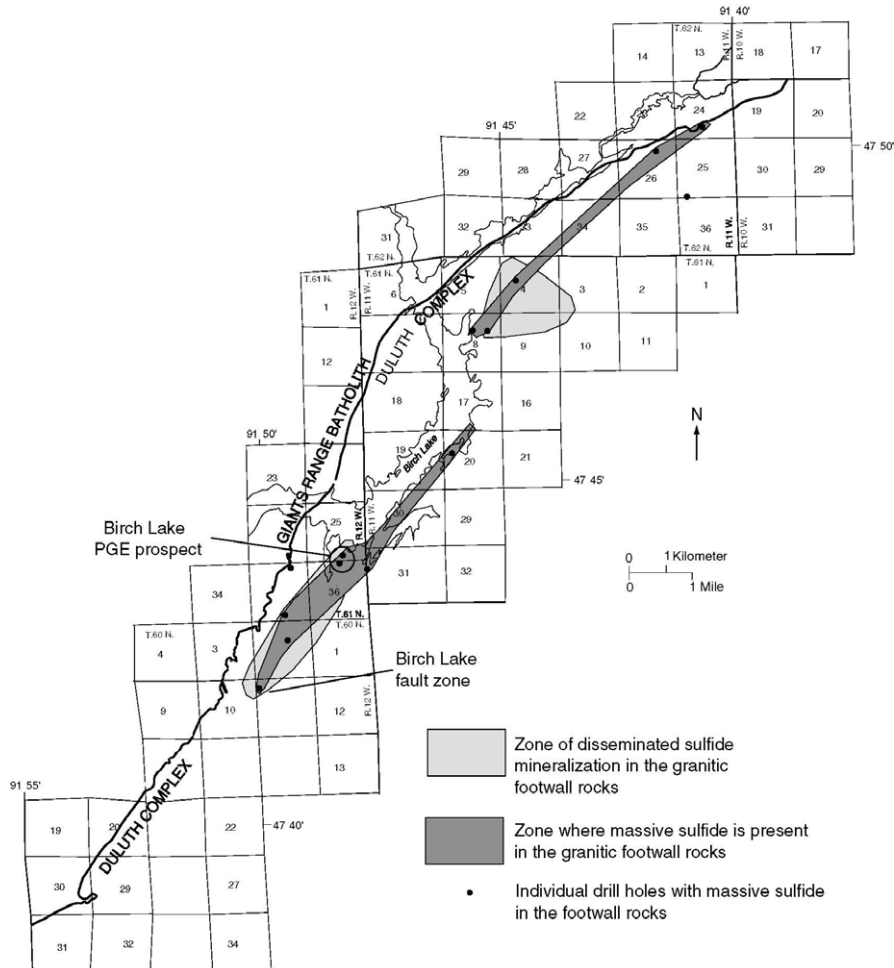 91 40'
T.62 N.
R.11 W.
R.10 W.
14
13
18
17
22
24
19
20
91 45'
47 50'
27
29
28
26
25
30
29
32
33
34
35
36
31
R.11 W.
R.10 W.
31
T.62 N.
T.62 N.
T.61 N.
T.61 N.
T.61 N.
R.12 W.
R.11 W.
1
6
5
4
3
2
1
COMPLEX
DULUTH
12
8
9
10
11
18
17
16
GIANTS RANGE BATHOLITH
N
91 50'
19
Birch Lake
20
21
47 45'
23
25
R.12 W.
R.11 W.
30
29
Birch Lake
PGE prospect
0 1 Kilometer
0 1 Mile
34
36
31
32
T.61 N.
T.60 N.
T.60 N.
4
3
1
Birch Lake
fault zone
9
10
12
R.12 W.
13
Zone of disseminated sulfide
mineralization in the granitic
footwall rocks
91 55'
DULUTH COMPLEX
47 40'
19
20
22
Zone where massive sulfide is present
in the granitic footwall rocks
30
29
27
Individual drill holes with massive sulfide
in the footwall rocks
31
32
34